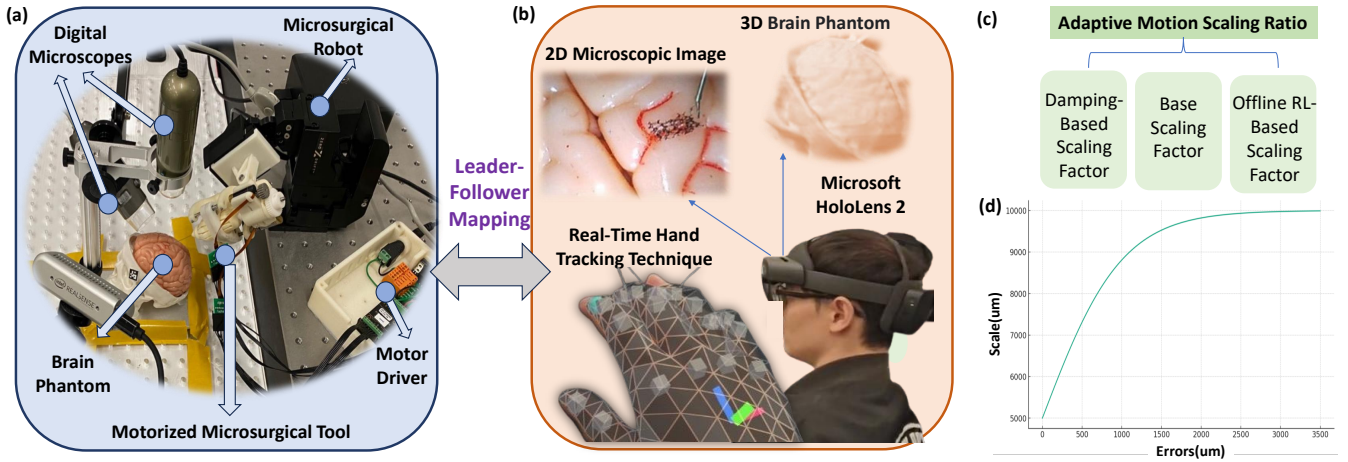 (a)
Digital
Microscopes
Microsurgical
Robot
REALSENSE
Brain
Phantom
Motor
Driver
Motorized Microsurgical Tool
Leader-
Follower
Mapping
(b)
3D Brain Phantom
2D Microscopic Image
Microsoft
HoloLens 2
Real-Time Hand
Tracking Technique
(c)
Adaptive Motion Scaling Ratio
Damping-
Based
Scaling
Factor
Base
Scaling
Factor
Offline RL-
Based
Scaling
Factor
(d)
10000
9000
8000
7000
6000
5000
Scale(um)
0
500
1000
1500
2000
2500
3000
3500
Errors(um)